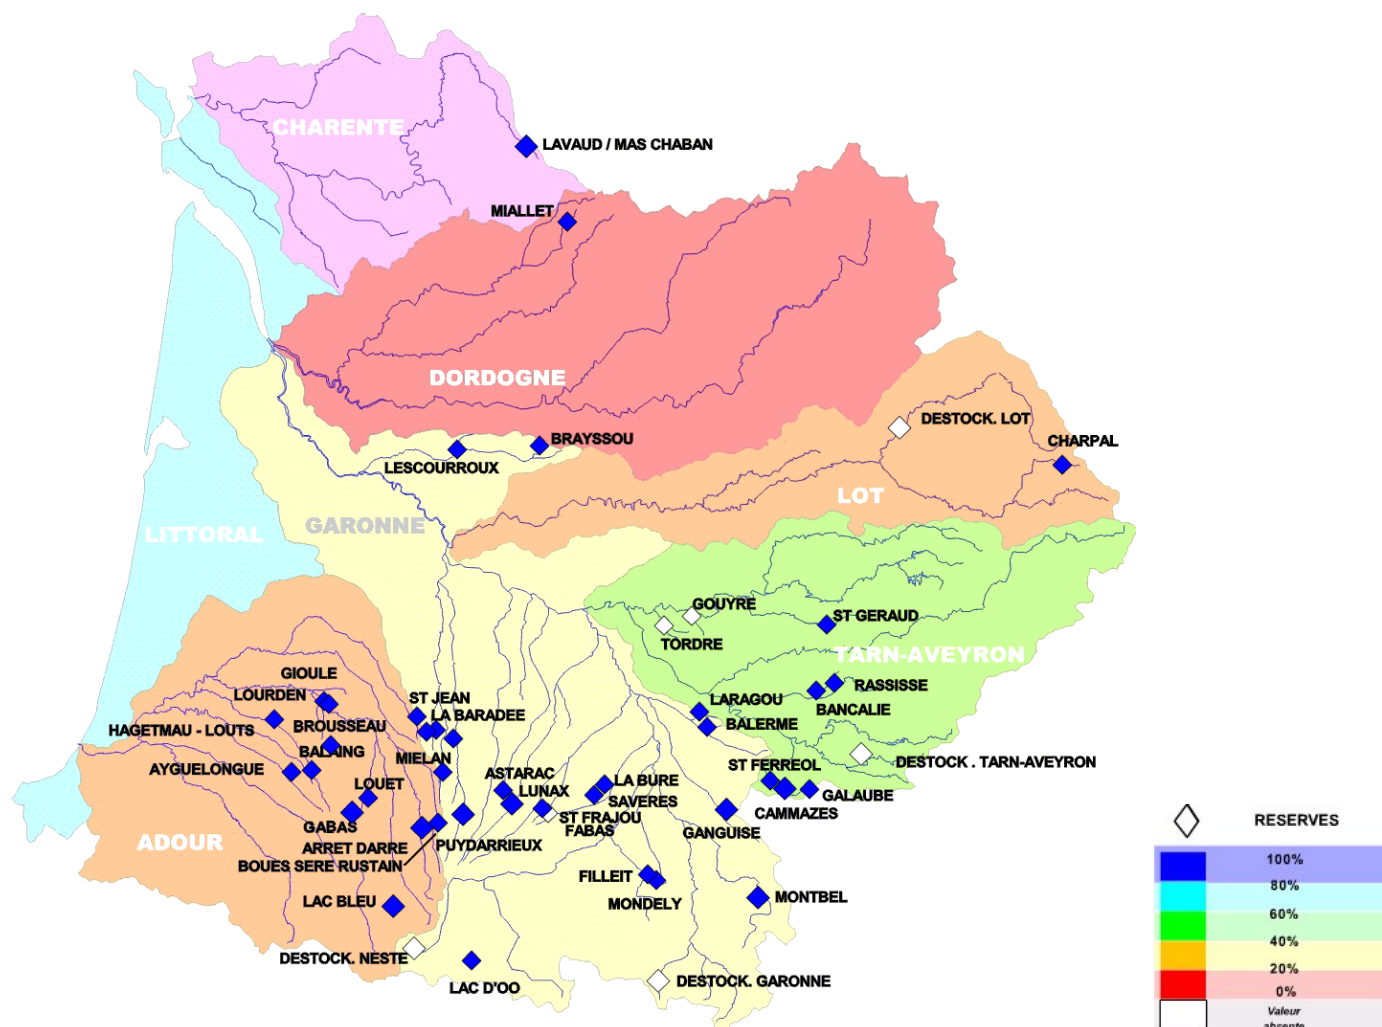 CHARENTE
LAVAUD / MAS CHABAN
MIALLET
DORDOGNE
DESTOCK. LOT
BRAYSSOU
CHARPAL
LESCOURROUX
LOT
GARONNE
LITTORAL
GOUYRE
ST GERAUD
TORDRE
TARN-AVEYRON
GIOULE
RASSISSE
LOURDEN
ST JEAN
LARAGOU
BANCALIE
LA BARADEE
HAGETMAU - LOUTS
BROUSSEAU
BALERME
BALAING
MIELAN
ST FERREOL
DESTOCK . TARN-AVEYRON
AYGUELONGUE
ASTARAC
LOUET
LUNAX
LA BURE
GALAUBE
SAVERES
CAMMAZES
ST FRAJOU
GABAS
FABAS
GANGUISE
ADOUR
ARRET DARRE
PUYDARRIEUX
BOUES SERE RUSTAIN
FILLEIT
LAC BLEU
MONDELY
MONTBEL
DESTOCK. NESTE
LAC D'OO
DESTOCK. GARONNE
RESERVES
100%
80%
60%
40%
20%
0%
Valeur
absente